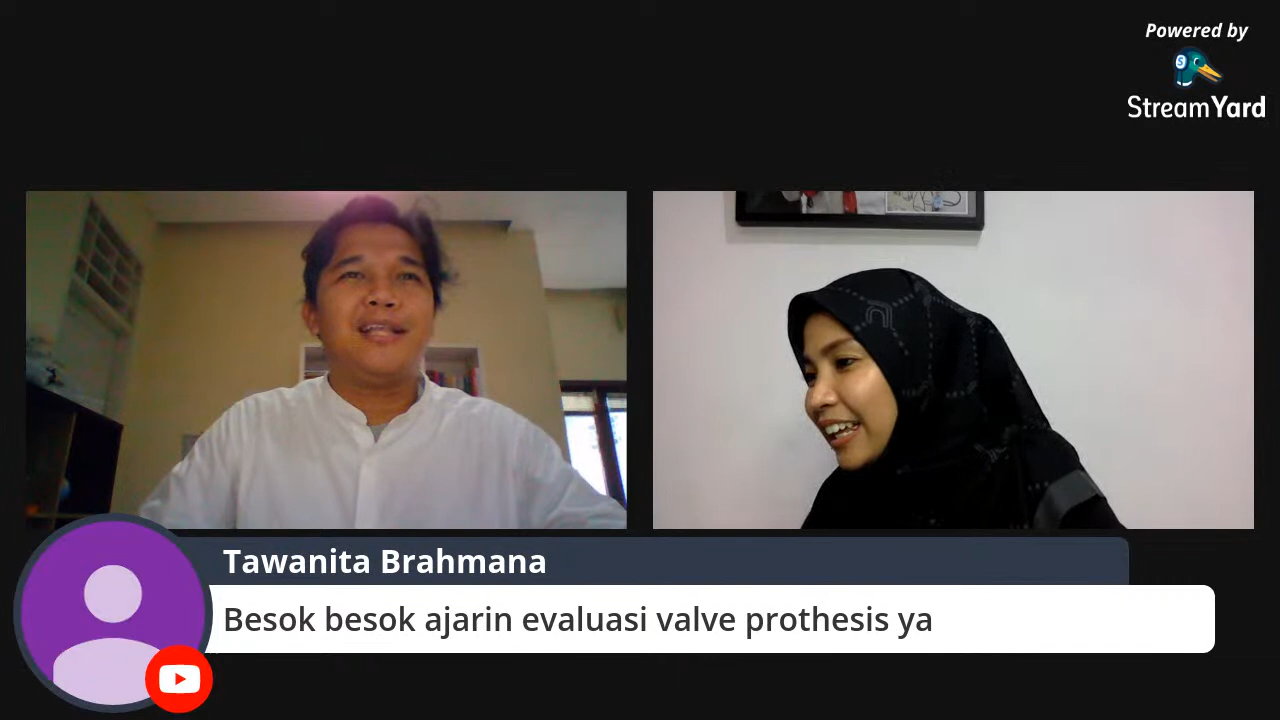 Powered by
StreamYard
Tawanita Brahmana
Besok besok ajarin evaluasi valve prothesis ya